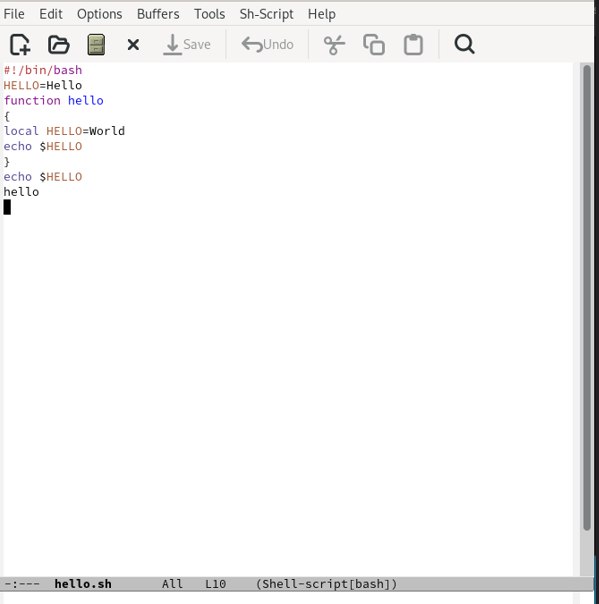 File Edit Options Buffers Tools Sh-Script Help
Save Undo
#!/bin/bash
HELLO=Hello
function hello
{
local HELLO=World
echo $HELLO
}
echo $HELLO
hello
-:--- hello.sh All L10 (Shell-script[bash])